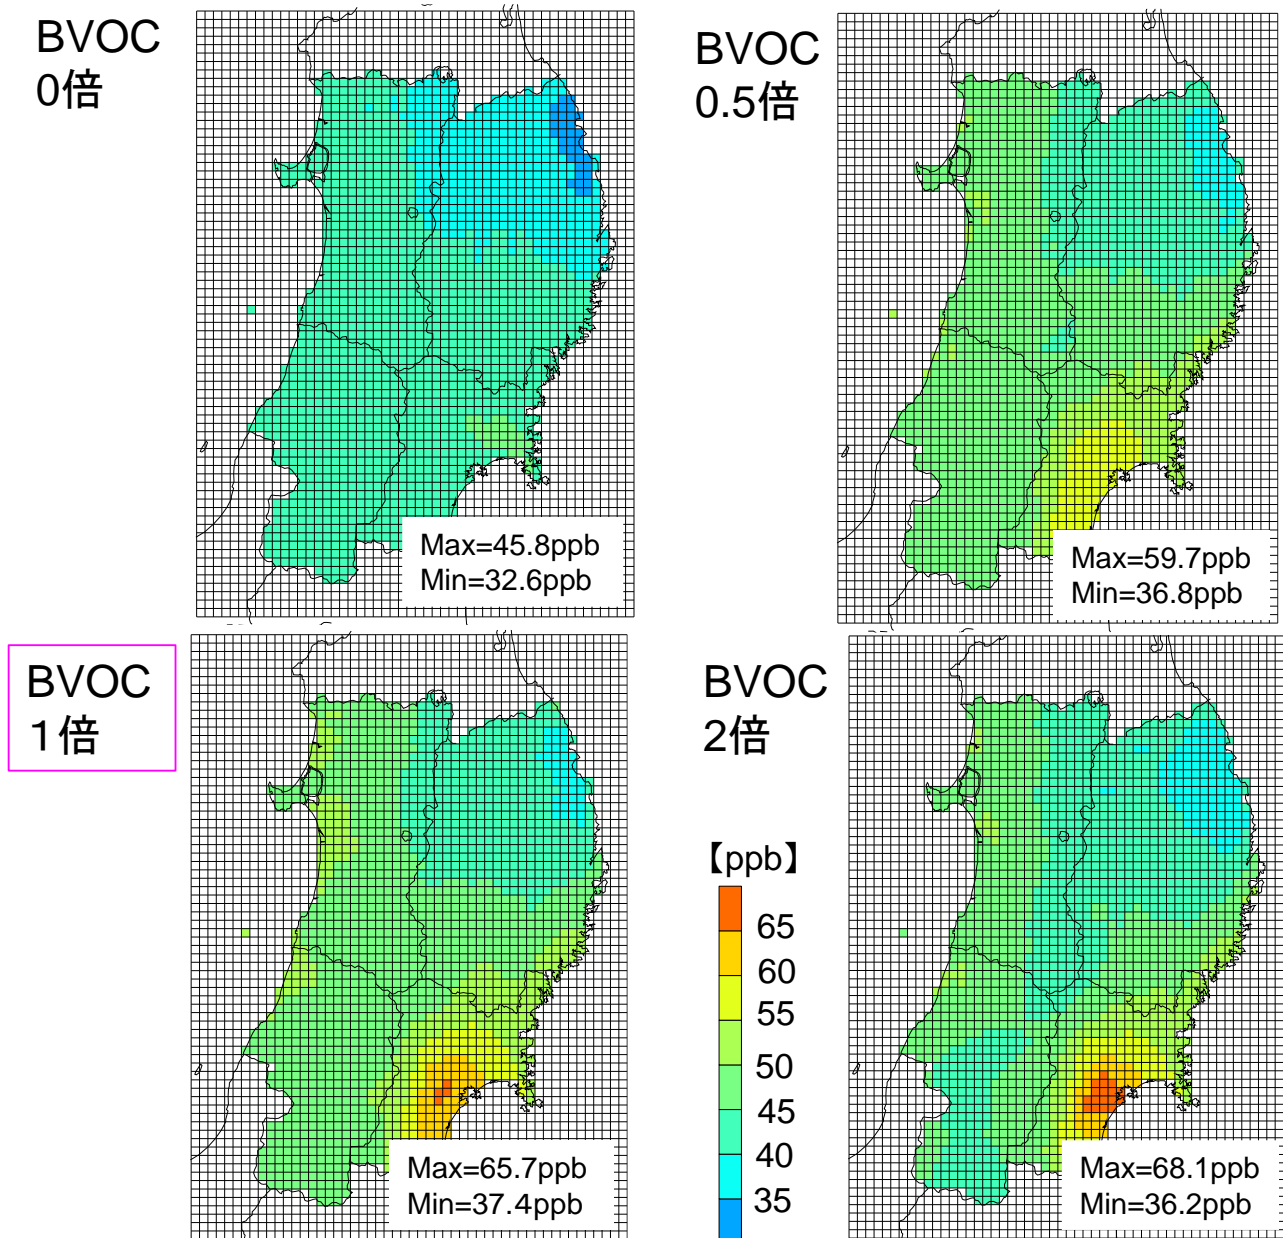 BVOC
0倍
Max=45.8ppb
Min=32.6ppb
BVOC
0.5倍
Max=59.7ppb
Min=36.8ppb
BVOC
１倍
Max=65.7ppb
Min=37.4ppb
BVOC
2倍
【ppb】
65
60
55
50
45
40
35
Max=68.1ppb
Min=36.2ppb